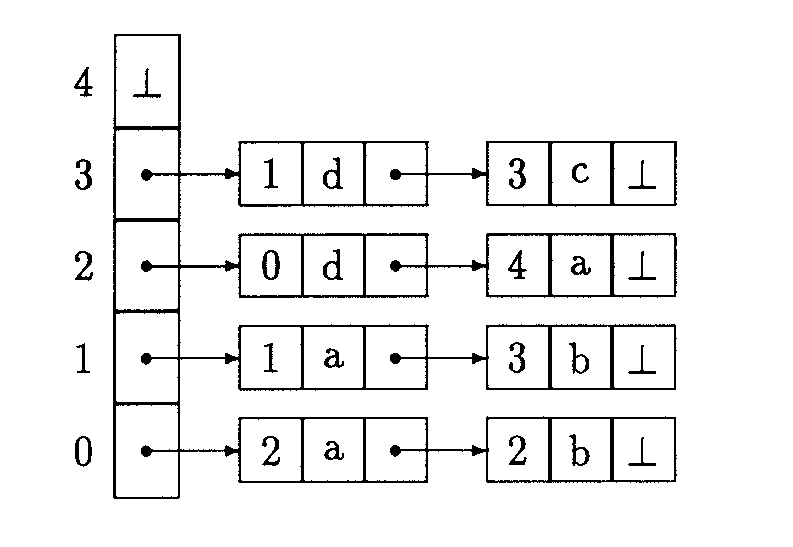 4 ⊥
3 1 d 3 c ⊥
2 0 d 4 a ⊥
1 1 a 3 b ⊥
0 2 a 2 b ⊥